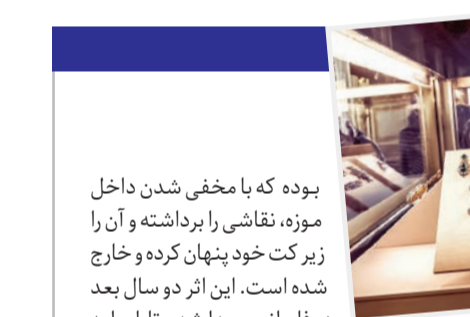 بوده که با مخفی شدن داخل
موزه، نقاشی را برداشته و آن را
زیر کت خود پنهان کرده و خارج
شده است. این اثر دو سال بعد